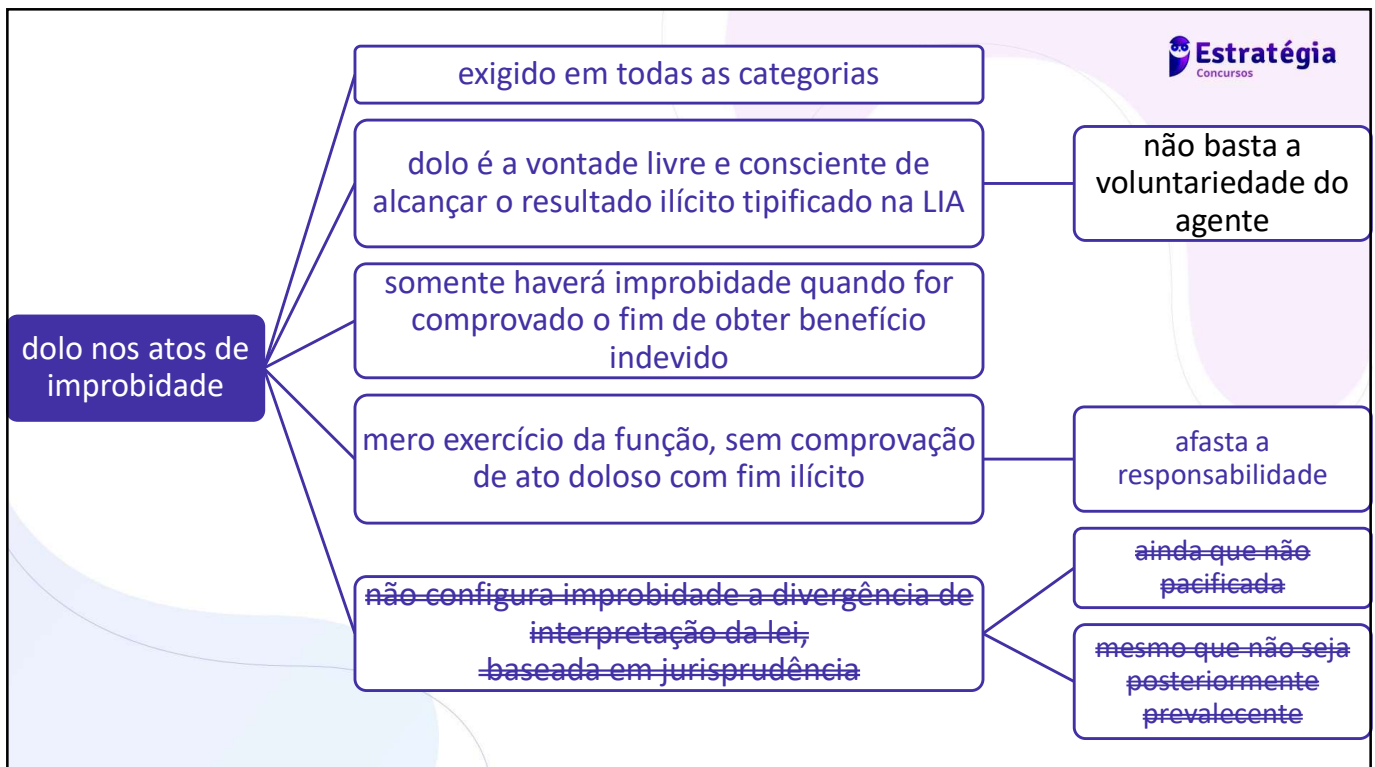 Estratégia
Concursos
exigido em todas as categorias
dolo é a vontade livre e consciente de
alcançar o resultado ilícito tipificado na LIA
não basta a
voluntariedade do
agente
somente haverá improbidade quando for
comprovado o fim de obter benefício
indevido
dolo nos atos de
improbidade
mero exercício da função, sem comprovação
de ato doloso com fim ilícito
afasta a
responsabilidade
não configura improbidade a divergência de
interpretação da lei,
baseada em jurisprudência
ainda que não
pacificada
mesmo que não seja
posteriormente
prevalecente